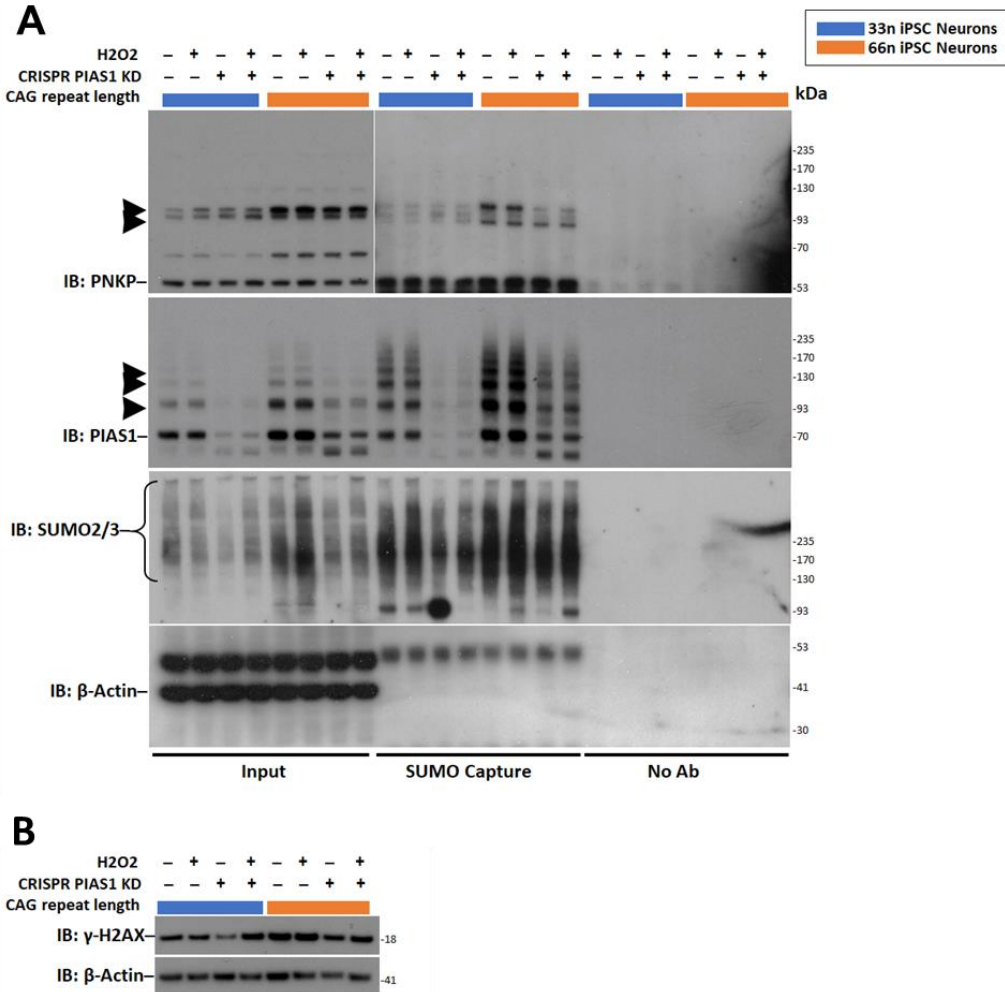 A
33n iPSC Neurons
66n iPSC Neurons
H2O2 – + – + – + – + – + – + – + – + – + – + – + – +
CRISPR PIAS1 KD – – + + – – + + – – + + – – + + – – + + – – + +
CAG repeat length
kDa
-235
-170
-130
-93
-70
IB: PNKP–
-53
-235
-170
-130
-93
IB: PIAS1– -70
IB: SUMO2/3
-235
-170
-130
-93
-53
IB: β-Actin– -41
-30
Input SUMO Capture No Ab
B
H2O2 – + – + – + – +
CRISPR PIAS1 KD – – + + – – + +
CAG repeat length
IB: γ-H2AX– -18
IB: β-Actin– -41